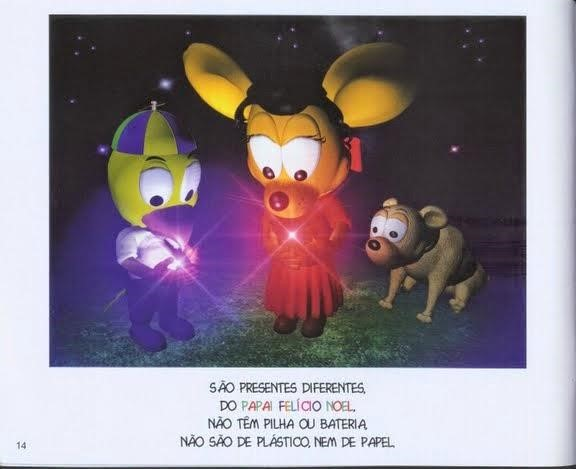 SÃO PRESENTES DIFERENTES,
DO PAPAI FELÍCIO NOEL,
NÃO TÊM PILHA OU BATERIA,
NÃO SÃO DE PLÁSTICO, NEM DE PAPEL.
14